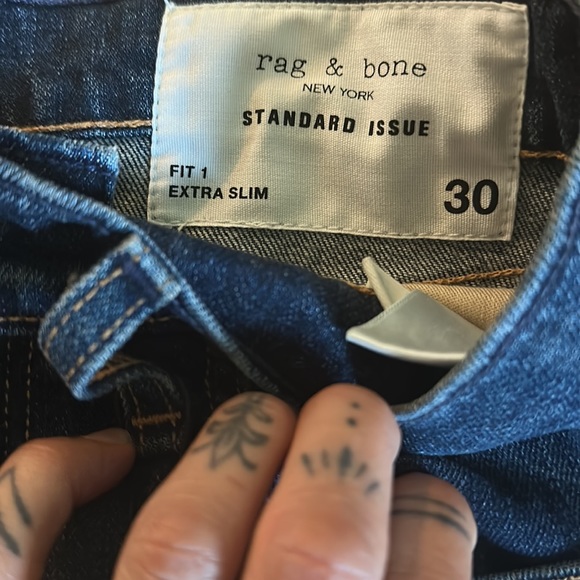 rag & bone
NEW YORK
STANDARD ISSUE
FIT 1
EXTRA SLIM
30